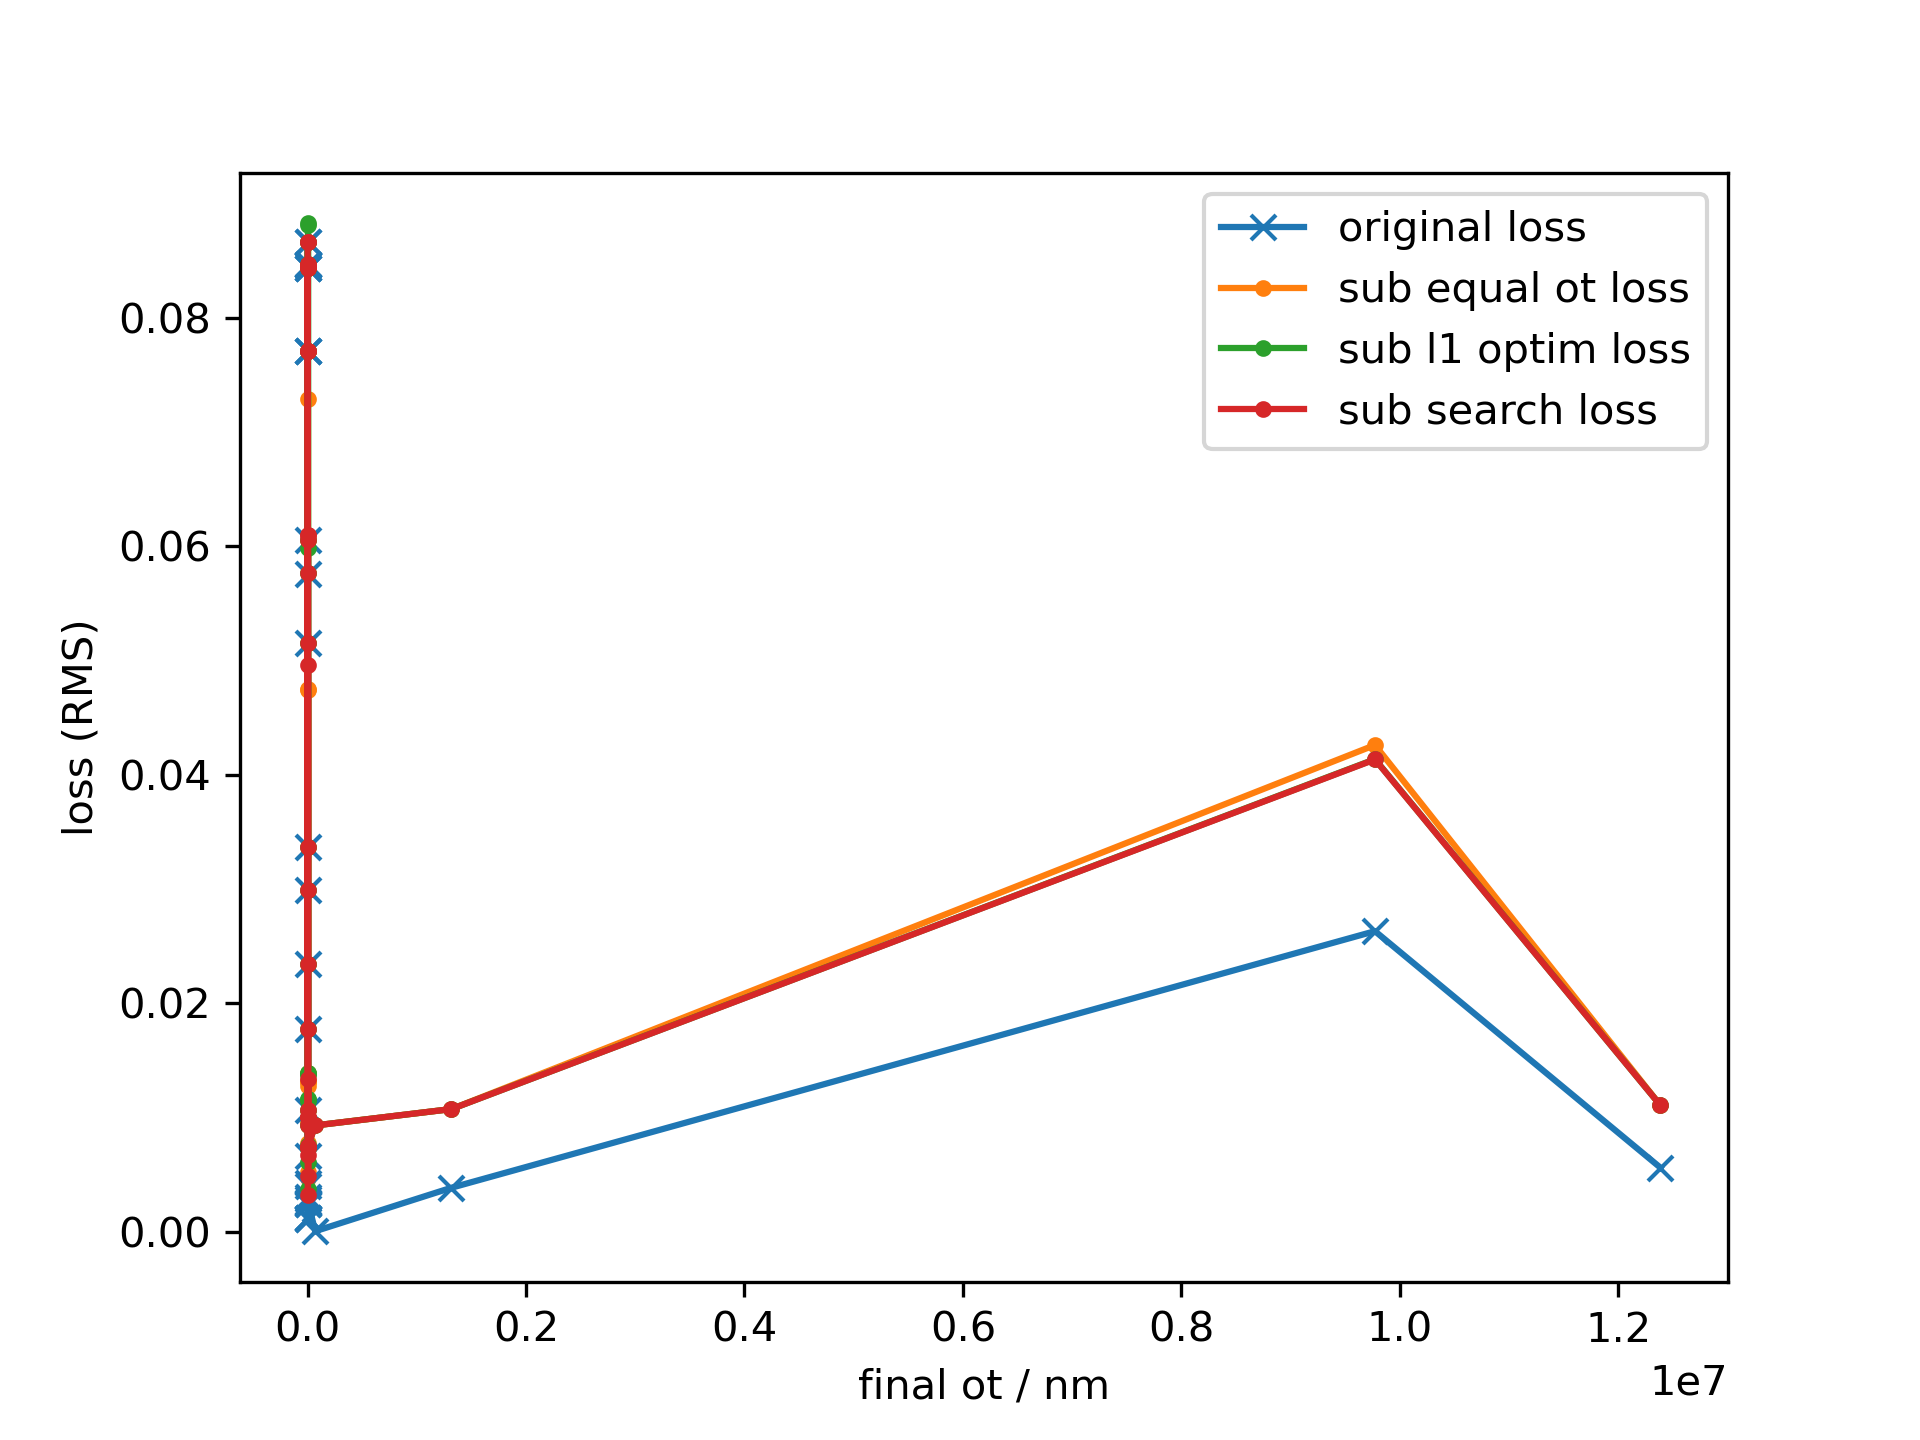 original loss
sub equal ot loss
sub l1 optim loss
sub search loss
0.08
0.06
0.04
0.02
0.00
loss (RMS)
0.0 0.2 0.4 0.6 0.8 1.0 1.2
1e7
final ot / nm